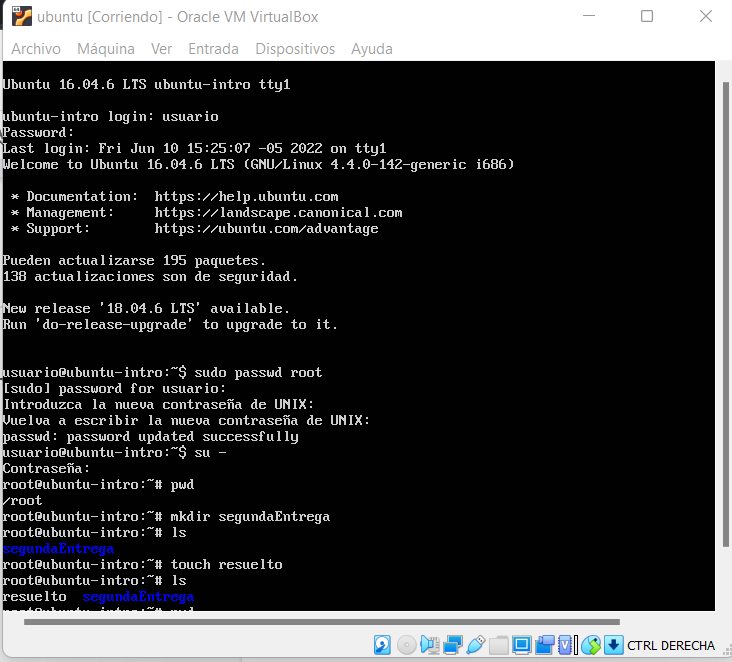 ubuntu [Corriendo] - Oracle VM VirtualBox
Archivo Máquina Ver Entrada Dispositivos Ayuda
Ubuntu 16.04.6 LTS ubuntu-intro tty1
ubuntu-intro login: usuario
Password:
Last login: Fri Jun 10 15:25:07 -05 2022 on tty1
Welcome to Ubuntu 16.04.6 LTS (GNU/Linux 4.4.0-142-generic i686)
* Documentation: https://help.ubuntu.com
* Management: https://landscape.canonical.com
* Support: https://ubuntu.com/advantage
Pueden actualizarse 195 paquetes.
138 actualizaciones son de seguridad.
New release '18.04.6 LTS' available.
Run 'do-release-upgrade' to upgrade to it.
usuario@ubuntu-intro:~$ sudo passwd root
[sudo] password for usuario:
Introduzca la nueva contraseña de UNIX:
Vuelva a escribir la nueva contraseña de UNIX:
passwd: password updated successfully
usuario@ubuntu-intro:~$ su -
Contraseña:
root@ubuntu-intro:~# pwd
/root
root@ubuntu-intro:~# mkdir segundaEntrega
root@ubuntu-intro:~# ls
segundaEntrega
root@ubuntu-intro:~# touch resuelto
root@ubuntu-intro:~# ls
resuelto segundaEntrega
root@ubuntu-intro:~# pwd
CTRL DERECHA